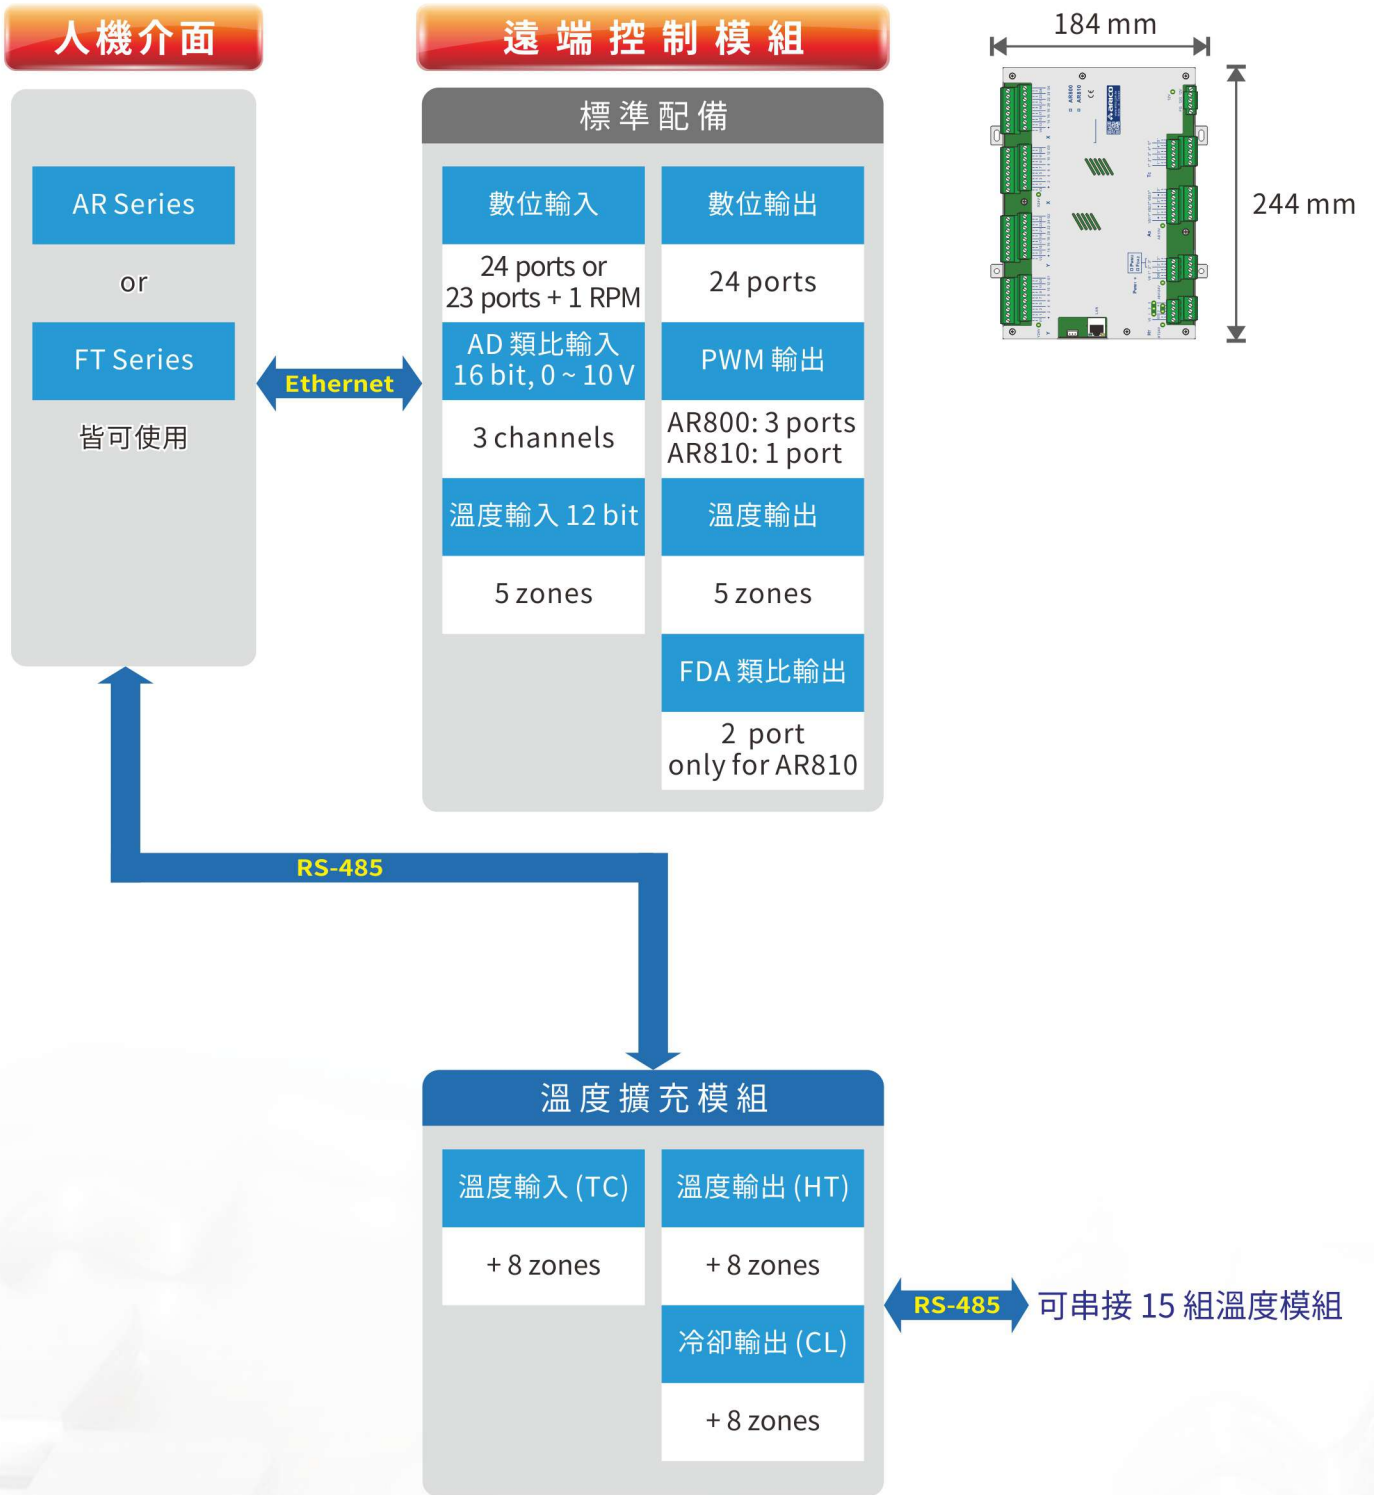 人機介面
遠端控制模組
184 mm
244 mm
AR800
AR810
標準配備
AR Series
or
FT Series
皆可使用
Ethernet
數位輸入
24 ports or
23 ports + 1 RPM
AD 類比輸入
16 bit, 0 ~ 10 V
3 channels
溫度輸入 12 bit
5 zones
數位輸出
24 ports
PWM 輸出
AR800: 3 ports
AR810: 1 port
溫度輸出
5 zones
FDA 類比輸出
2 port
only for AR810
RS-485
溫度擴充模組
溫度輸入 (TC)
+ 8 zones
溫度輸出 (HT)
+ 8 zones
冷卻輸出 (CL)
+ 8 zones
RS-485
可串接 15 組溫度模組